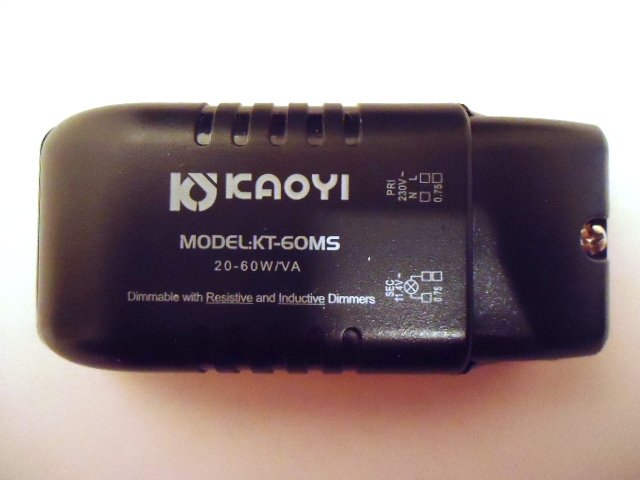 KAOYI
MODEL:KT-60MS
20-60W/VA
Dimmable with Resistive and Inductive Dimmers
PRI
230V~
N L
0.75
SEC
11.4V~
0.75